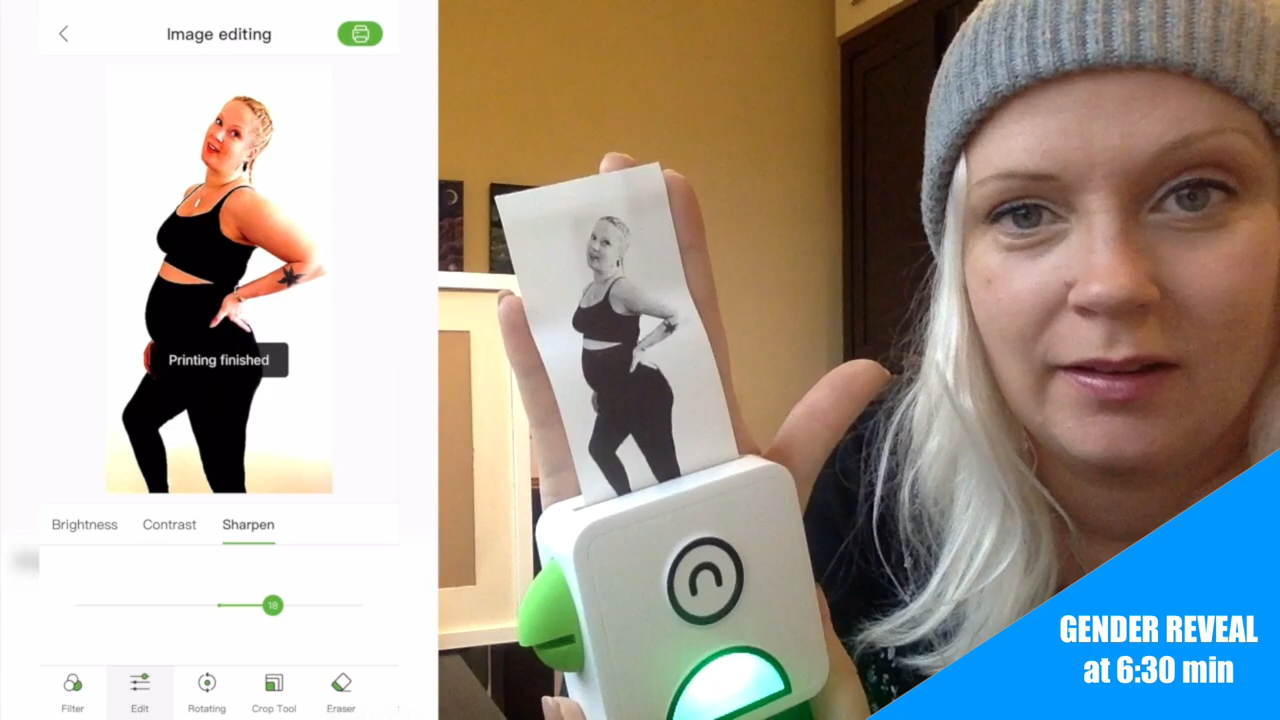 Image editing
Printing finished
Brightness Contrast Sharpen
18
Filter Edit Rotating Crop Tool Eraser
GENDER REVEAL
at 6:30 min